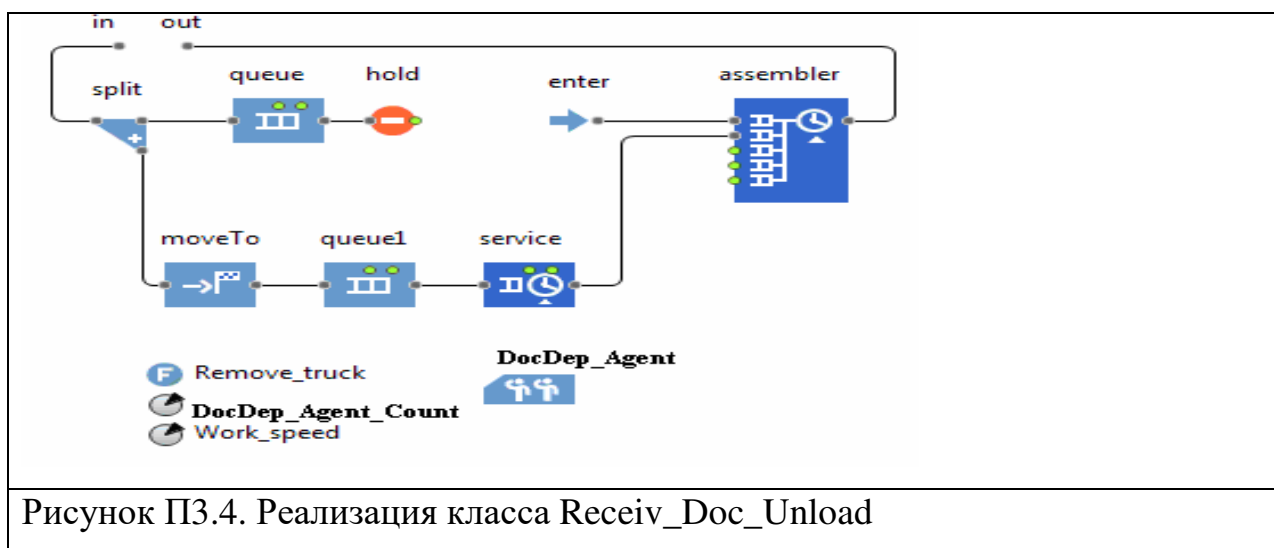 in out
split queue hold enter assembler
moveTo queue1 service
F Remove_truck
DocDep_Agent
DocDep_Agent_Count
Work_speed
Рисунок П3.4. Реализация класса Receiv_Doc_Unload